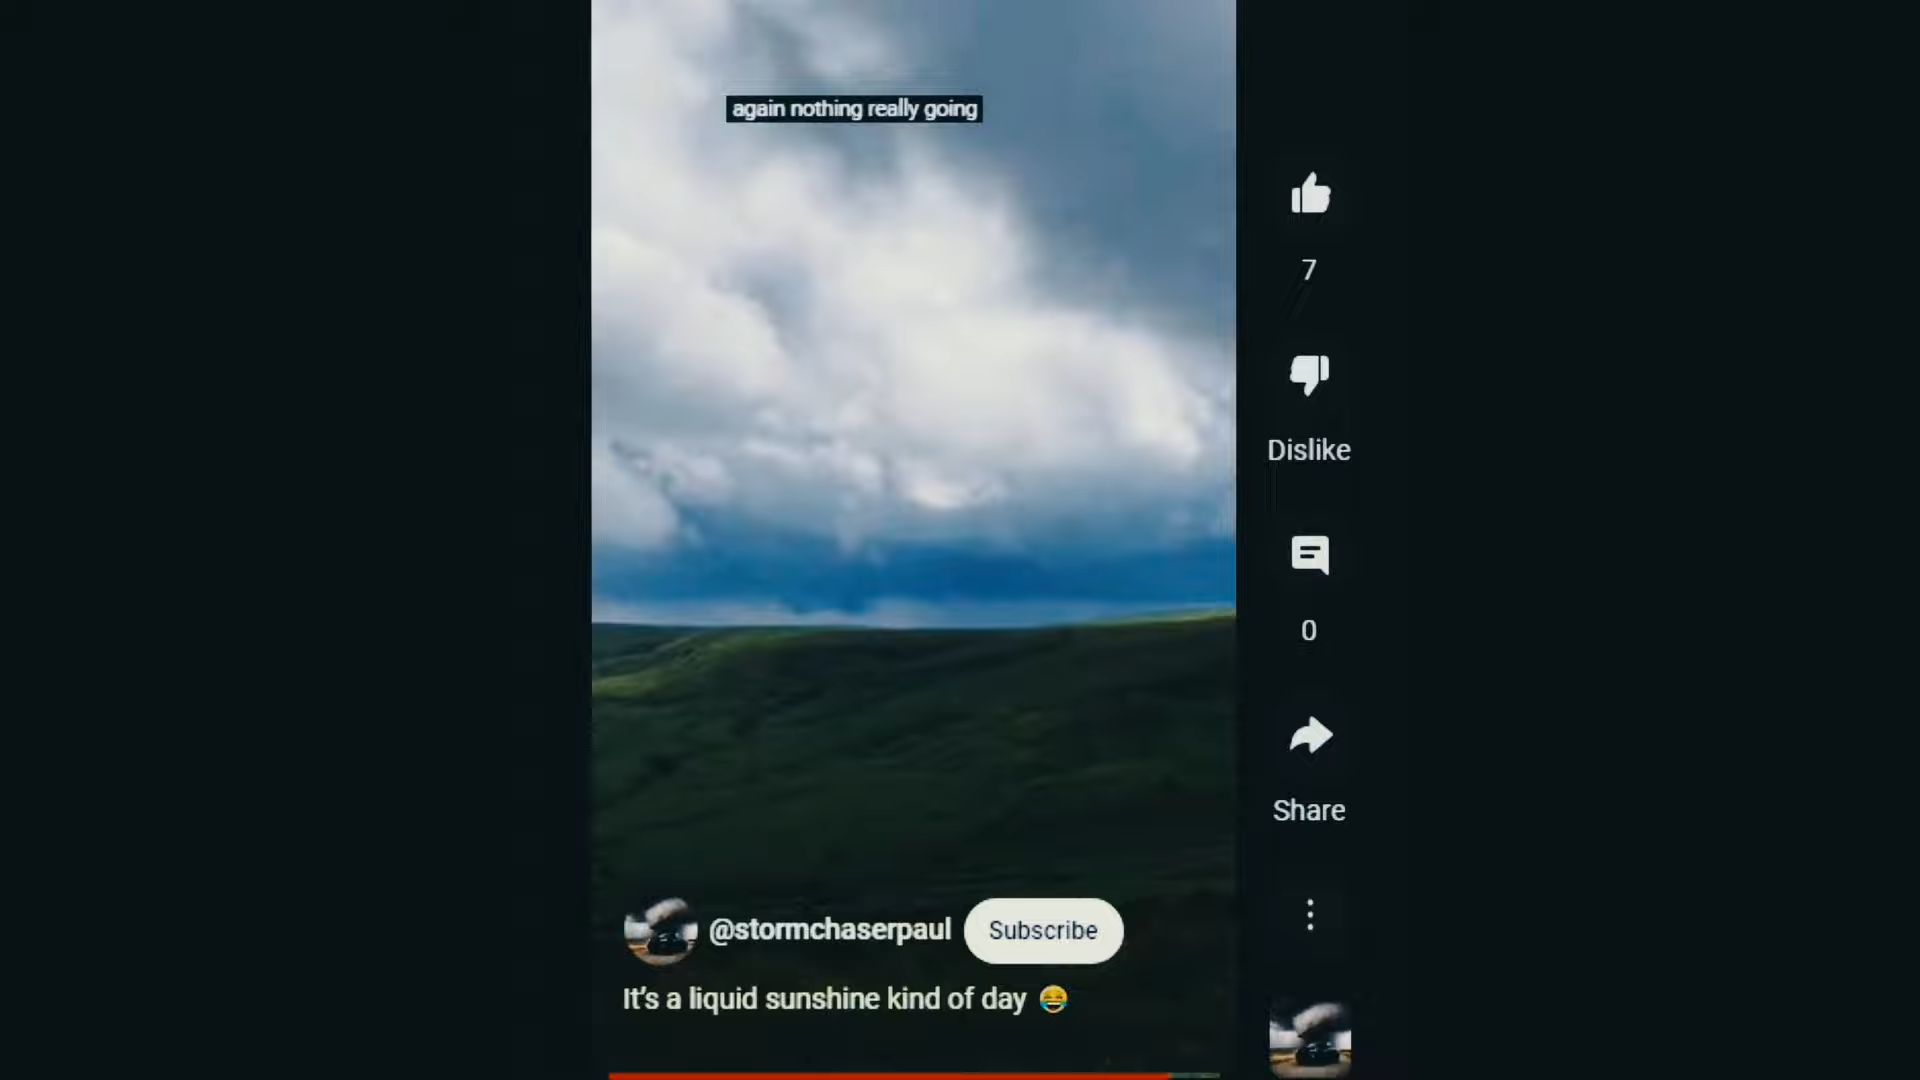 again nothing really going
7
Dislike
0
Share
@stormchaserpaul Subscribe
It's a liquid sunshine kind of day 😂